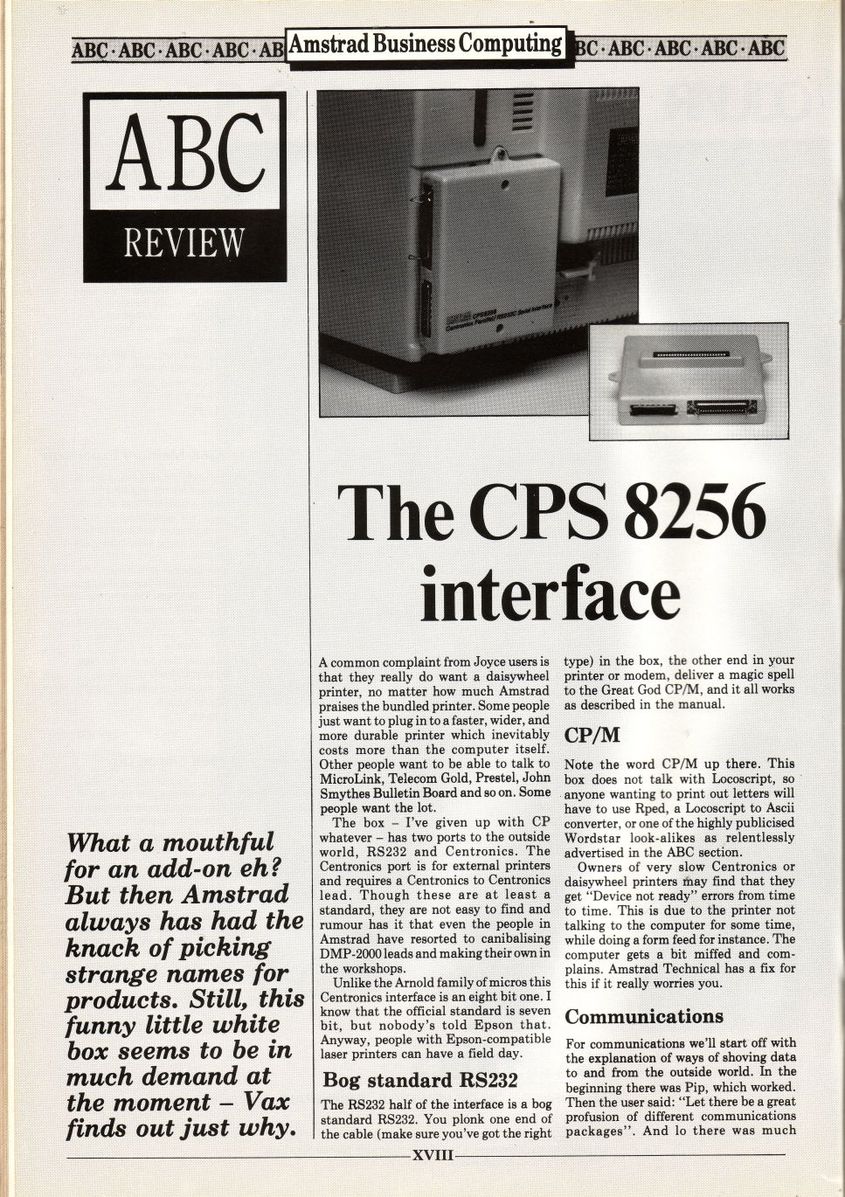 ABC · ABC · ABC · ABC · AB
Amstrad Business Computing
BC · ABC · ABC · ABC · ABC
ABC
REVIEW
CPS8256
Centronics Parallel/RS232C Serial Interface
The CPS 8256
interface
What a mouthful
for an add-on eh?
But then Amstrad
always has had the
knack of picking
strange names for
products. Still, this
funny little white
box seems to be in
much demand at
the moment – Vax
finds out just why.
A common complaint from Joyce users is
that they really do want a daisywheel
printer, no matter how much Amstrad
praises the bundled printer. Some people
just want to plug in to a faster, wider, and
more durable printer which inevitably
costs more than the computer itself.
Other people want to be able to talk to
MicroLink, Telecom Gold, Prestel, John
Smythes Bulletin Board and so on. Some
people want the lot.
The box – I've given up with CP
whatever – has two ports to the outside
world, RS232 and Centronics. The
Centronics port is for external printers
and requires a Centronics to Centronics
lead. Though these are at least a
standard, they are not easy to find and
rumour has it that even the people in
Amstrad have resorted to canibalising
DMP-2000 leads and making their own in
the workshops.
Unlike the Arnold family of micros this
Centronics interface is an eight bit one. I
know that the official standard is seven
bit, but nobody's told Epson that.
Anyway, people with Epson-compatible
laser printers can have a field day.
Bog standard RS232
The RS232 half of the interface is a bog
standard RS232. You plonk one end of
the cable (make sure you've got the right
type) in the box, the other end in your
printer or modem, deliver a magic spell
to the Great God CP/M, and it all works
as described in the manual.
CP/M
Note the word CP/M up there. This
box does not talk with Locoscript, so
anyone wanting to print out letters will
have to use Rped, a Locoscript to Ascii
converter, or one of the highly publicised
Wordstar look-alikes as relentlessly
advertised in the ABC section.
Owners of very slow Centronics or
daisywheel printers may find that they
get "Device not ready" errors from time
to time. This is due to the printer not
talking to the computer for some time,
while doing a form feed for instance. The
computer gets a bit miffed and com-
plains. Amstrad Technical has a fix for
this if it really worries you.
Communications
For communications we'll start off with
the explanation of ways of shoving data
to and from the outside world. In the
beginning there was Pip, which worked.
Then the user said: "Let there be a great
profusion of different communications
packages". And lo there was much
XVIII